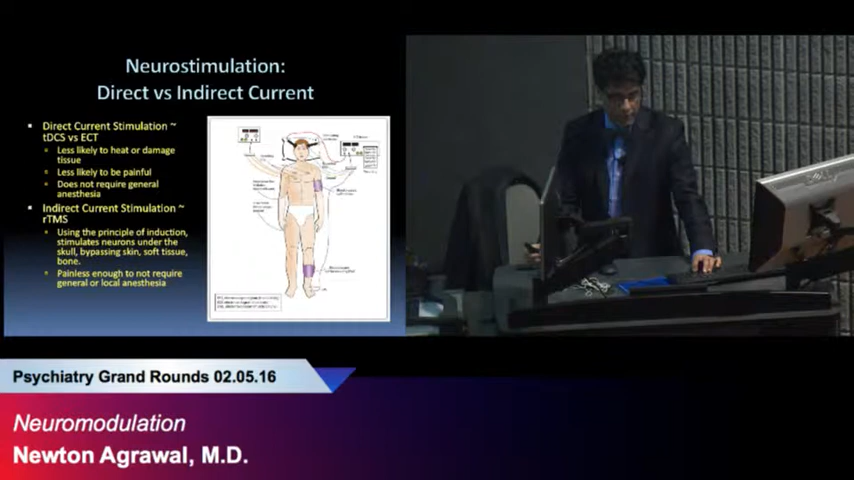 Neurostimulation:
Direct vs Indirect Current
▪ Direct Current Stimulation ~
tDCS vs ECT
▪ Less likely to heat or damage
tissue
▪ Less likely to be painful
▪ Does not require general
anesthesia
▪ Indirect Current Stimulation ~
rTMS
▪ Using the principle of induction,
stimulates neurons under the
skull, bypassing skin, soft tissue,
bone.
▪ Painless enough to not require
general or local anesthesia
Psychiatry Grand Rounds 02.05.16
Neuromodulation
Newton Agrawal, M.D.